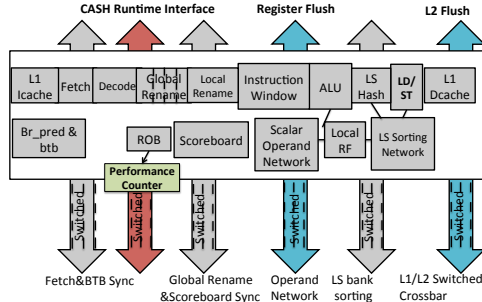 CASH Runtime Interface Register Flush L2 Flush
L1 Icache Fetch Decode Global Rename Local Rename Instruction Window ALU LS Hash LD/ST L1 Dcache
Br_pred & btb
ROB Scoreboard Scalar Operand Network Local RF LS Sorting Network
Performance Counter
Switched Switched Switched Switched Switched Switched
Fetch&BTB Sync Global Rename &Scoreboard Sync Operand Network LS bank sorting L1/L2 Switched Crossbar